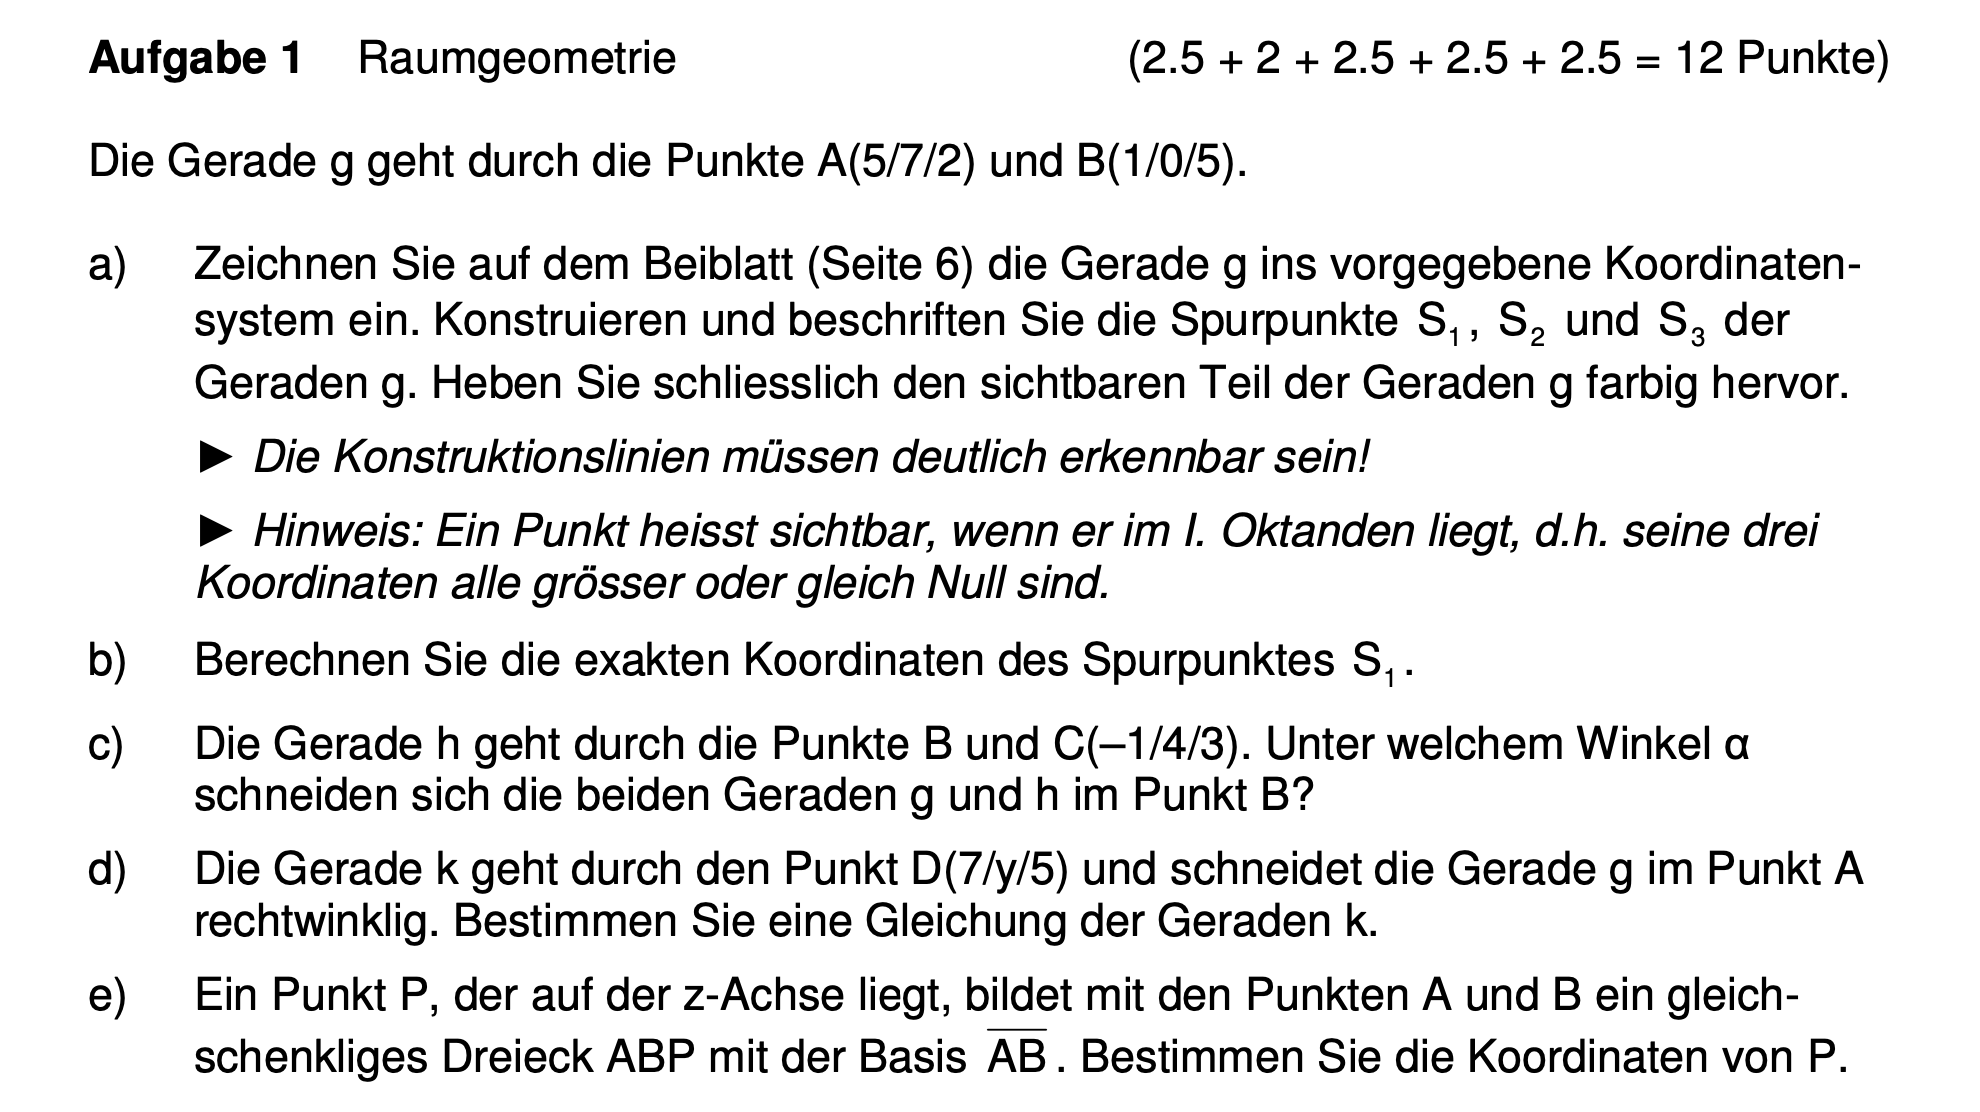 Aufgabe 1 Raumgeometrie (2.5 + 2 + 2.5 + 2.5 + 2.5 = 12 Punkte)
Die Gerade g geht durch die Punkte A(5/7/2) und B(1/0/5).
a) Zeichnen Sie auf dem Beiblatt (Seite 6) die Gerade g ins vorgegebene Koordinaten-
system ein. Konstruieren und beschriften Sie die Spurpunkte S₁, S₂ und S₃ der
Geraden g. Heben Sie schliesslich den sichtbaren Teil der Geraden g farbig hervor.
► Die Konstruktionslinien müssen deutlich erkennbar sein!
► Hinweis: Ein Punkt heisst sichtbar, wenn er im I. Oktanden liegt, d.h. seine drei
Koordinaten alle grösser oder gleich Null sind.
b) Berechnen Sie die exakten Koordinaten des Spurpunktes S₁.
c) Die Gerade h geht durch die Punkte B und C(–1/4/3). Unter welchem Winkel α
schneiden sich die beiden Geraden g und h im Punkt B?
d) Die Gerade k geht durch den Punkt D(7/y/5) und schneidet die Gerade g im Punkt A
rechtwinklig. Bestimmen Sie eine Gleichung der Geraden k.
e) Ein Punkt P, der auf der z-Achse liegt, bildet mit den Punkten A und B ein gleich-
schenkliges Dreieck ABP mit der Basis A̅B̅. Bestimmen Sie die Koordinaten von P.